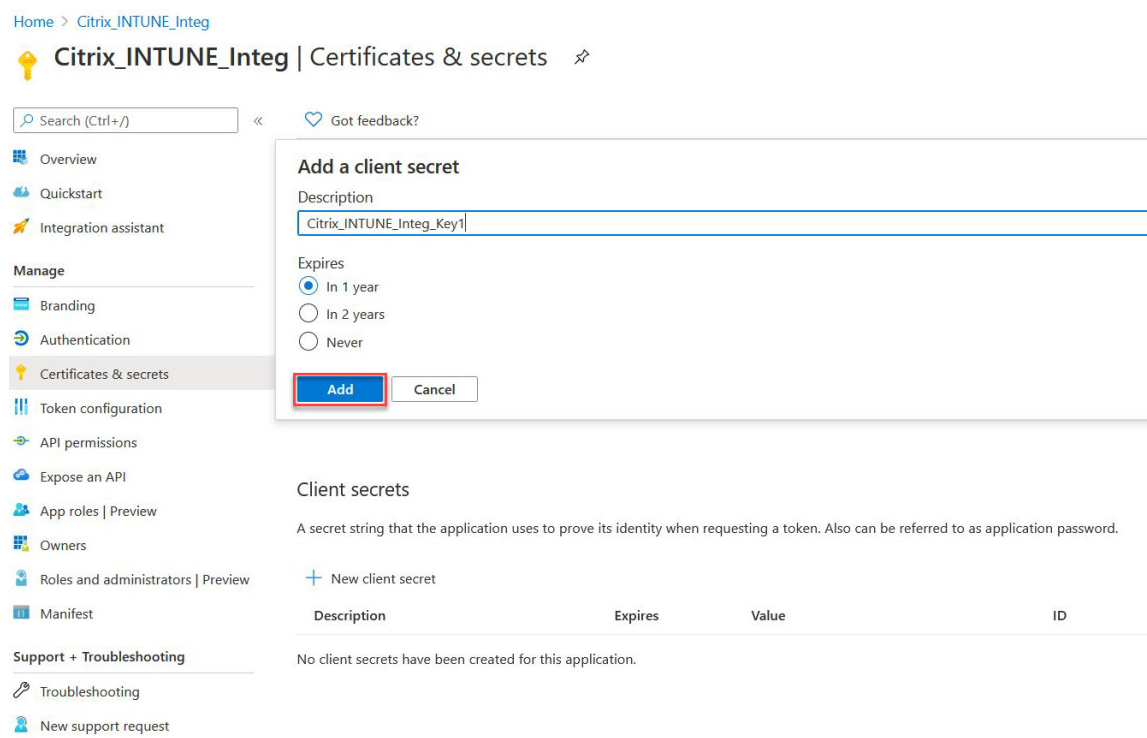 Home > Citrix_INTUNE_Integ
Citrix_INTUNE_Integ | Certificates & secrets
Search (Ctrl+/)
«
Got feedback?
Overview
Quickstart
Integration assistant
Manage
Branding
Authentication
Certificates & secrets
Token configuration
API permissions
Expose an API
App roles | Preview
Owners
Roles and administrators | Preview
Manifest
Support + Troubleshooting
Troubleshooting
New support request
Add a client secret
Description
Citrix_INTUNE_Integ_Key1
Expires
In 1 year
In 2 years
Never
Add Cancel
Client secrets
A secret string that the application uses to prove its identity when requesting a token. Also can be referred to as application password.
+ New client secret
Description Expires Value ID
No client secrets have been created for this application.